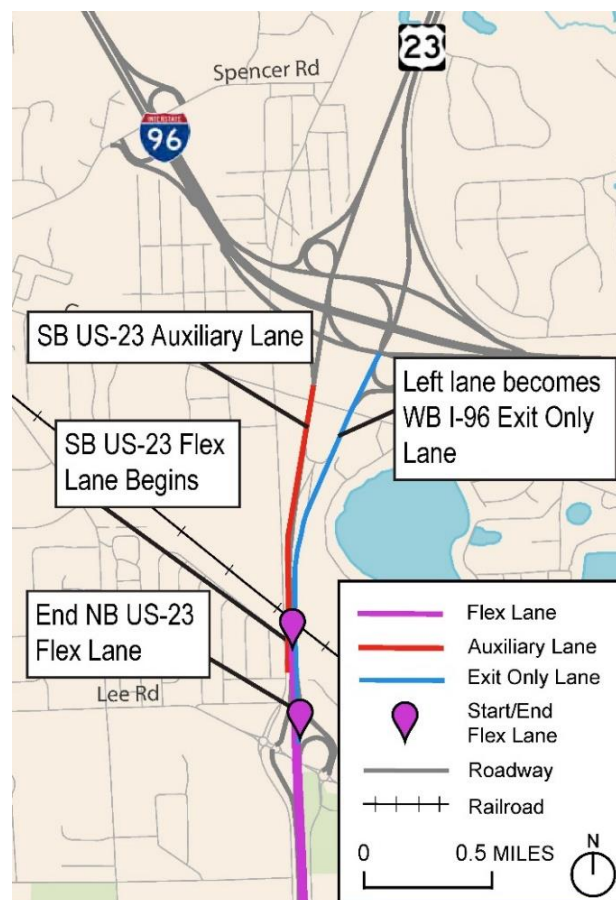 23
Spencer Rd
INTERSTATE
96
SB US-23 Auxiliary Lane
Left lane becomes
WB I-96 Exit Only
Lane
SB US-23 Flex
Lane Begins
End NB US-23
Flex Lane
Lee Rd
Flex Lane
Auxiliary Lane
Exit Only Lane
Start/End
Flex Lane
Roadway
Railroad
0 0.5 MILES
N